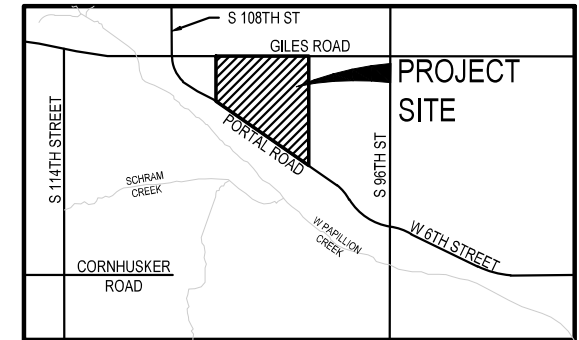 S 108TH ST
GILES ROAD
PROJECT
SITE
S 114TH STREET
PORTAL ROAD
S 96TH ST
SCHRAM
CREEK
W PAPILLION
CREEK
W 6TH STREET
CORNHUSKER
ROAD